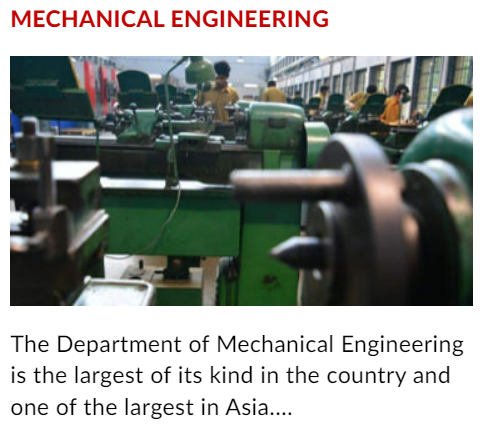 MECHANICAL ENGINEERING
The Department of Mechanical Engineering
is the largest of its kind in the country and
one of the largest in Asia....